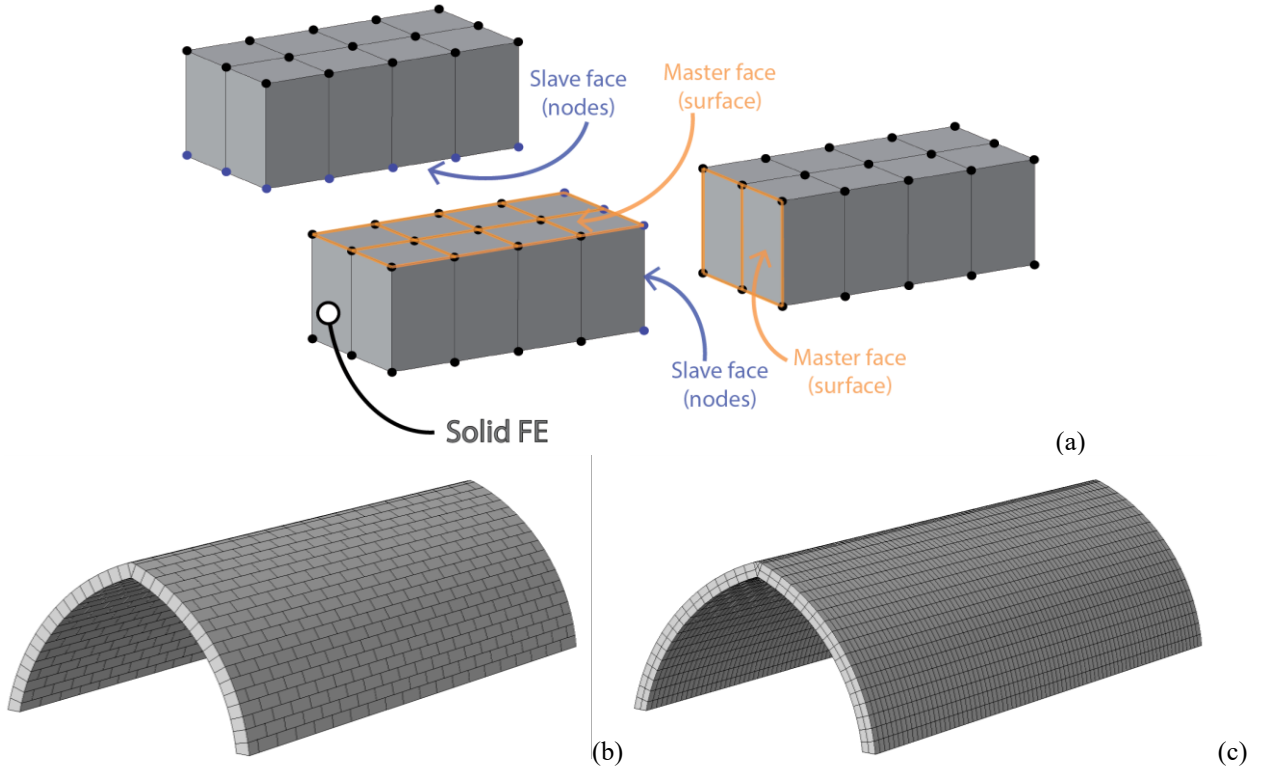 Slave face
(nodes)
Master face
(surface)
Slave face
(nodes)
Master face
(surface)
Solid FE
(a)
(b)
(c)